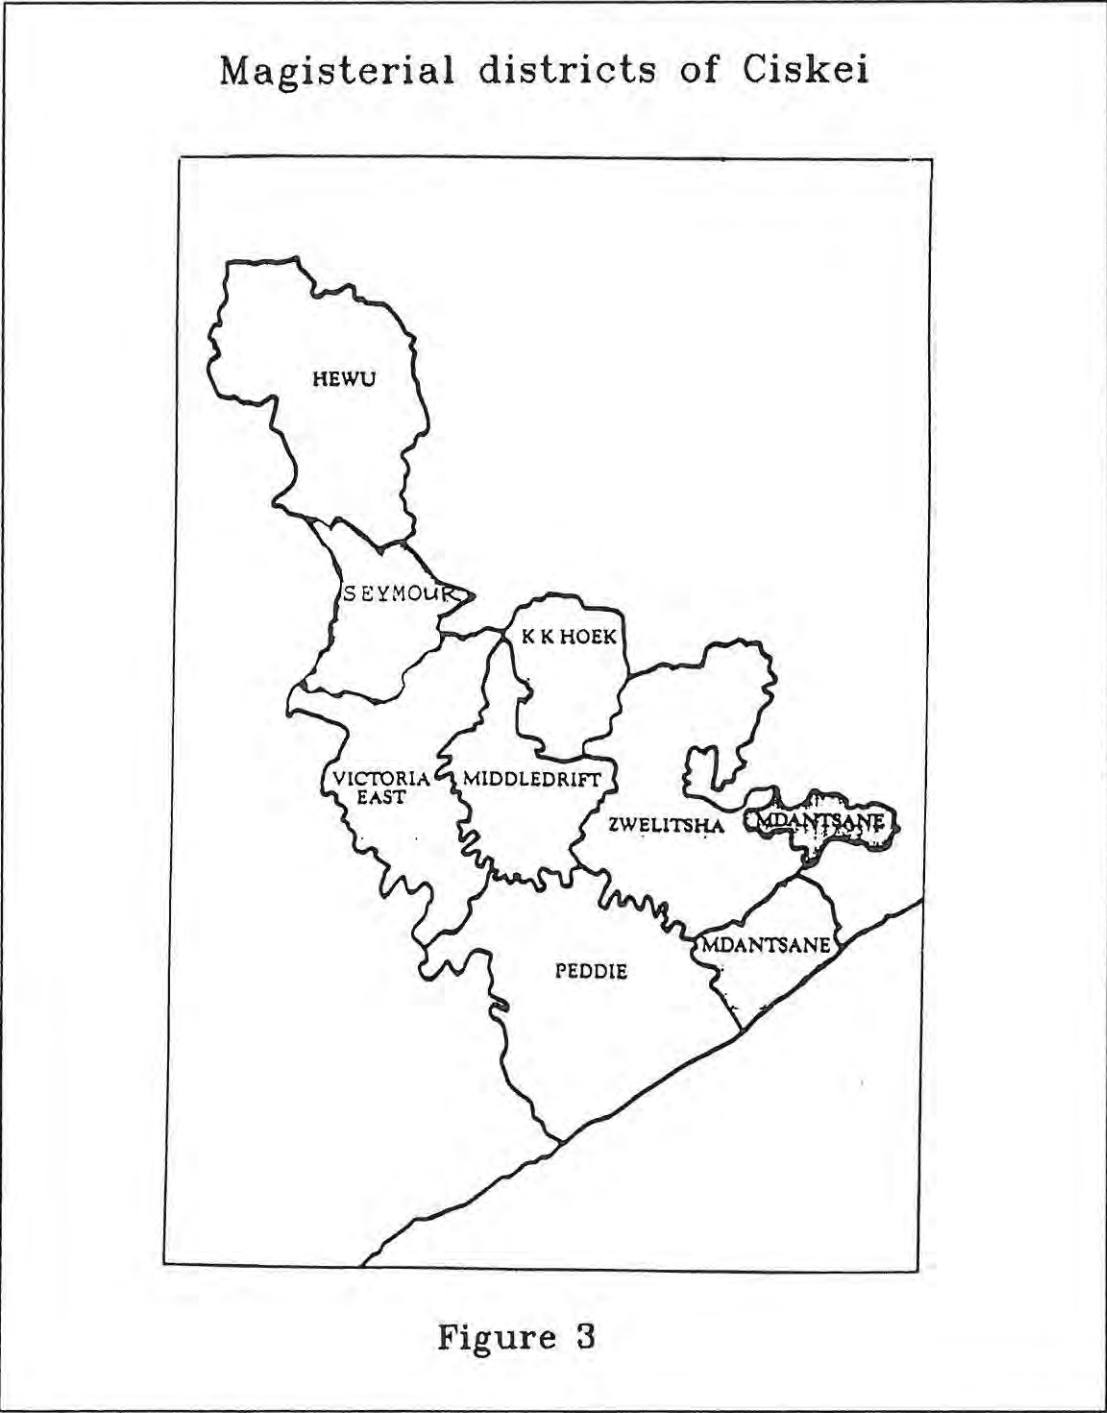 Magisterial districts of Ciskei
HEWU
SEYMOUR
K K HOEK
VICTORIA
EAST
MIDDLEDRIFT
ZWELITSHA
MDANTSANE
MDANTSANE
PEDDIE
Figure 3